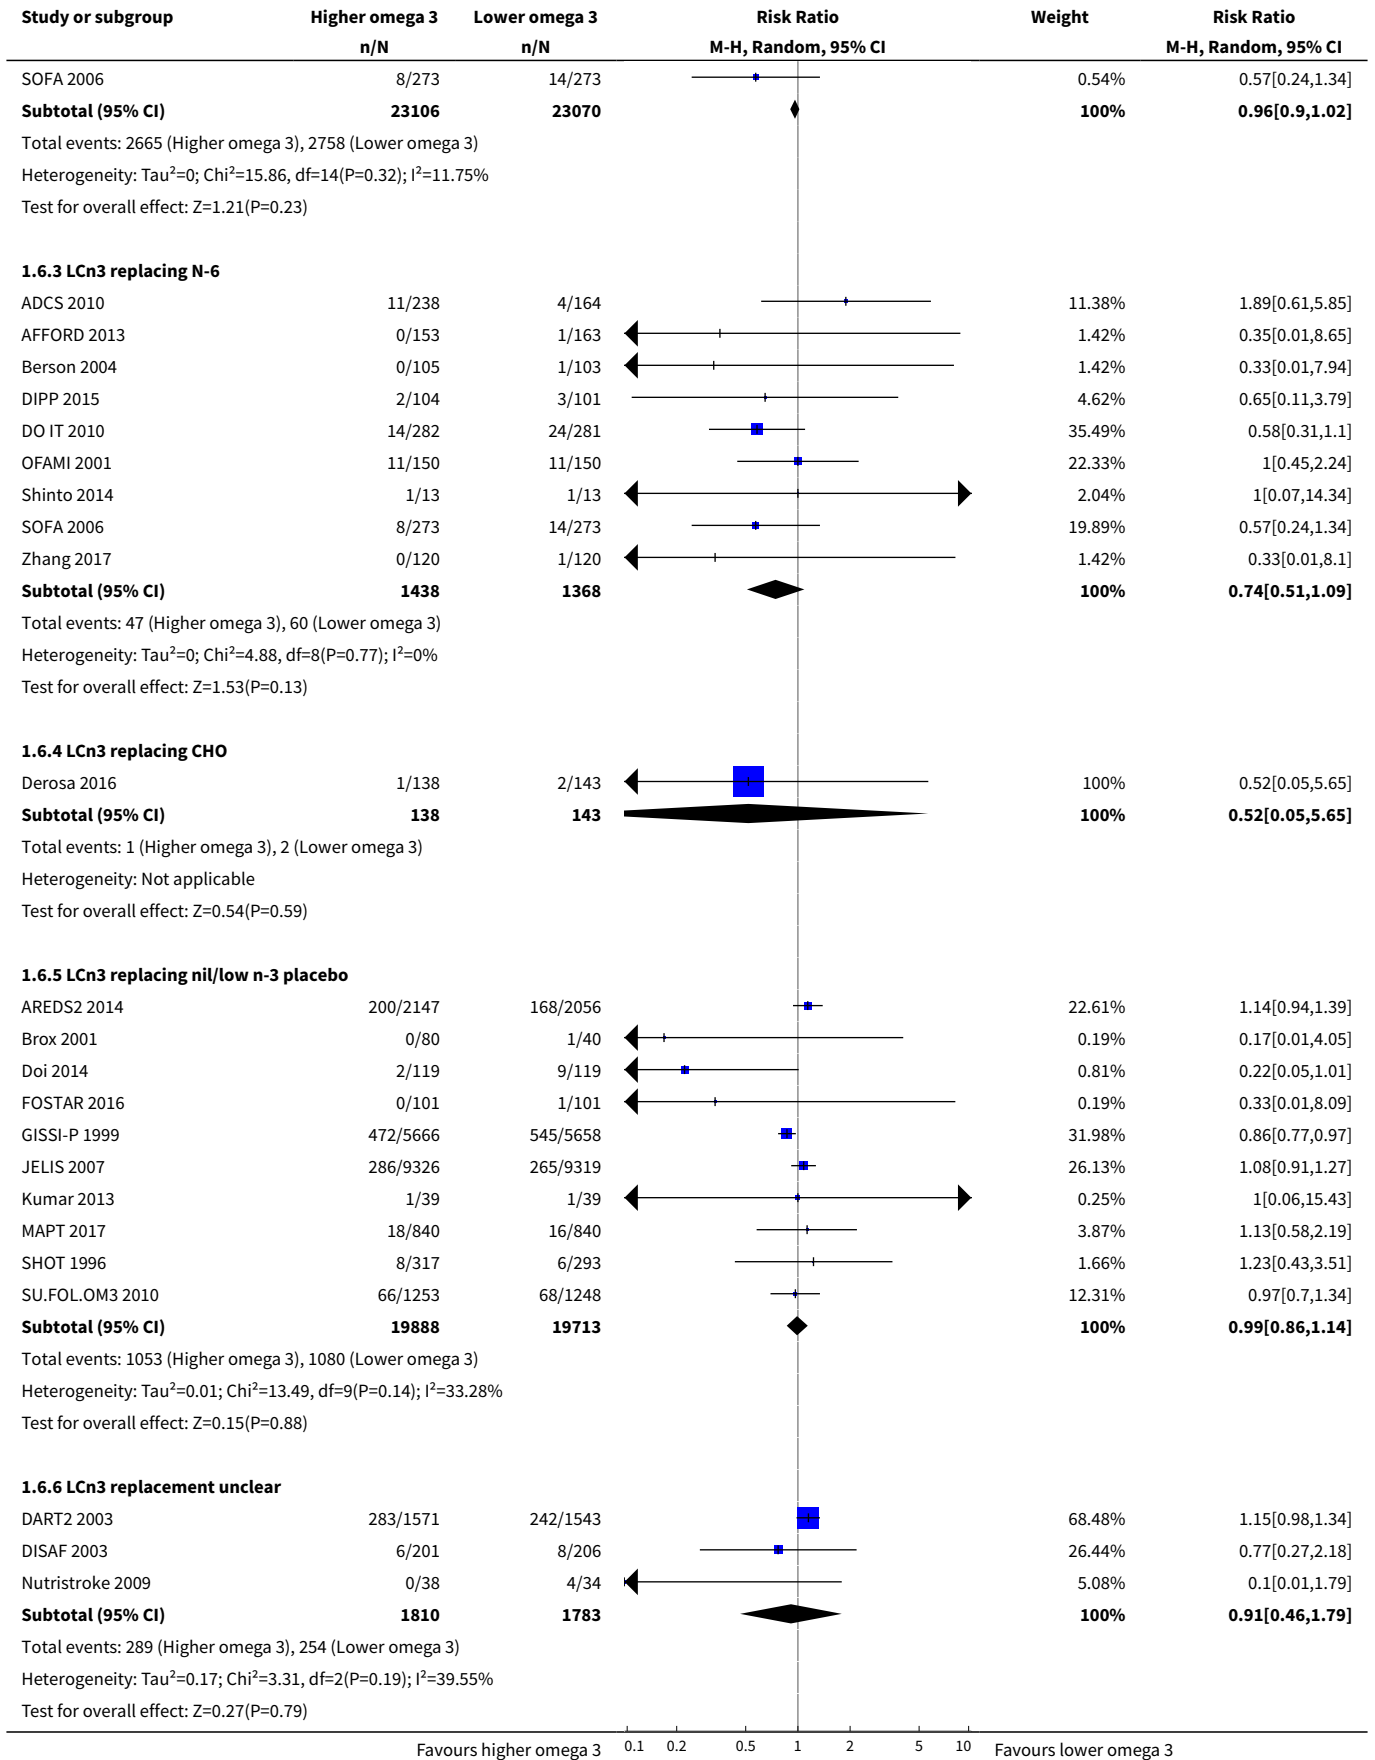 Study or subgroup Higher omega 3 Lower omega 3 Risk Ratio Weight Risk Ratio
n/N n/N M-H, Random, 95% CI M-H, Random, 95% CI
SOFA 2006 8/273 14/273 0.54% 0.57[0.24,1.34]
Subtotal (95% CI) 23106 23070 100% 0.96[0.9,1.02]
Total events: 2665 (Higher omega 3), 2758 (Lower omega 3)
Heterogeneity: Tau²=0; Chi²=15.86, df=14(P=0.32); I²=11.75%
Test for overall effect: Z=1.21(P=0.23)
1.6.3 LCn3 replacing N-6
ADCS 2010 11/238 4/164 11.38% 1.89[0.61,5.85]
AFFORD 2013 0/153 1/163 1.42% 0.35[0.01,8.65]
Berson 2004 0/105 1/103 1.42% 0.33[0.01,7.94]
DIPP 2015 2/104 3/101 4.62% 0.65[0.11,3.79]
DO IT 2010 14/282 24/281 35.49% 0.58[0.31,1.1]
OFAMI 2001 11/150 11/150 22.33% 1[0.45,2.24]
Shinto 2014 1/13 1/13 2.04% 1[0.07,14.34]
SOFA 2006 8/273 14/273 19.89% 0.57[0.24,1.34]
Zhang 2017 0/120 1/120 1.42% 0.33[0.01,8.1]
Subtotal (95% CI) 1438 1368 100% 0.74[0.51,1.09]
Total events: 47 (Higher omega 3), 60 (Lower omega 3)
Heterogeneity: Tau²=0; Chi²=4.88, df=8(P=0.77); I²=0%
Test for overall effect: Z=1.53(P=0.13)
1.6.4 LCn3 replacing CHO
Derosa 2016 1/138 2/143 100% 0.52[0.05,5.65]
Subtotal (95% CI) 138 143 100% 0.52[0.05,5.65]
Total events: 1 (Higher omega 3), 2 (Lower omega 3)
Heterogeneity: Not applicable
Test for overall effect: Z=0.54(P=0.59)
1.6.5 LCn3 replacing nil/low n-3 placebo
AREDS2 2014 200/2147 168/2056 22.61% 1.14[0.94,1.39]
Brox 2001 0/80 1/40 0.19% 0.17[0.01,4.05]
Doi 2014 2/119 9/119 0.81% 0.22[0.05,1.01]
FOSTAR 2016 0/101 1/101 0.19% 0.33[0.01,8.09]
GISSI-P 1999 472/5666 545/5658 31.98% 0.86[0.77,0.97]
JELIS 2007 286/9326 265/9319 26.13% 1.08[0.91,1.27]
Kumar 2013 1/39 1/39 0.25% 1[0.06,15.43]
MAPT 2017 18/840 16/840 3.87% 1.13[0.58,2.19]
SHOT 1996 8/317 6/293 1.66% 1.23[0.43,3.51]
SU.FOL.OM3 2010 66/1253 68/1248 12.31% 0.97[0.7,1.34]
Subtotal (95% CI) 19888 19713 100% 0.99[0.86,1.14]
Total events: 1053 (Higher omega 3), 1080 (Lower omega 3)
Heterogeneity: Tau²=0.01; Chi²=13.49, df=9(P=0.14); I²=33.28%
Test for overall effect: Z=0.15(P=0.88)
1.6.6 LCn3 replacement unclear
DART2 2003 283/1571 242/1543 68.48% 1.15[0.98,1.34]
DISAF 2003 6/201 8/206 26.44% 0.77[0.27,2.18]
Nutristroke 2009 0/38 4/34 5.08% 0.1[0.01,1.79]
Subtotal (95% CI) 1810 1783 100% 0.91[0.46,1.79]
Total events: 289 (Higher omega 3), 254 (Lower omega 3)
Heterogeneity: Tau²=0.17; Chi²=3.31, df=2(P=0.19); I²=39.55%
Test for overall effect: Z=0.27(P=0.79)
Favours higher omega 3 0.1 0.2 0.5 1 2 5 10 Favours lower omega 3